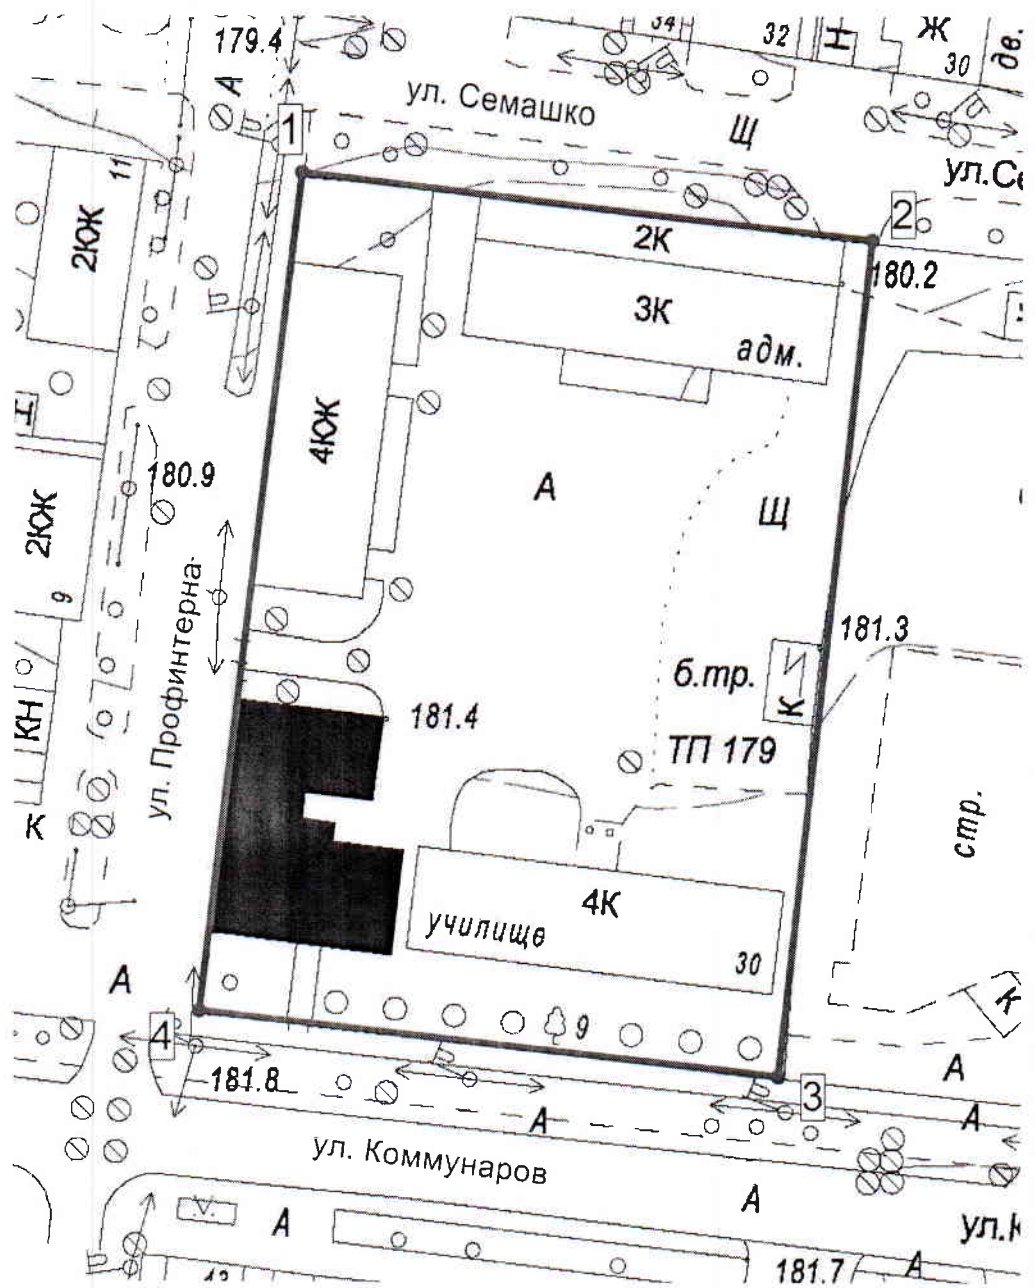 179.4
34
32
Н
Ж
30
дв.
А
ул. Семашко
Щ
1
ул.Се
11
2
2КЖ
2К
180.2
3К
адм.
4КЖ
180.9
А
Щ
2КЖ
9
181.3
ул. Профинтерна
б.тр.
К
КН
181.4
ТП 179
К
стр.
4К
училище
30
А
К
9
4
181.8
А
3
А
А
ул. Коммунаров
А
А
ул.К
181.7
А